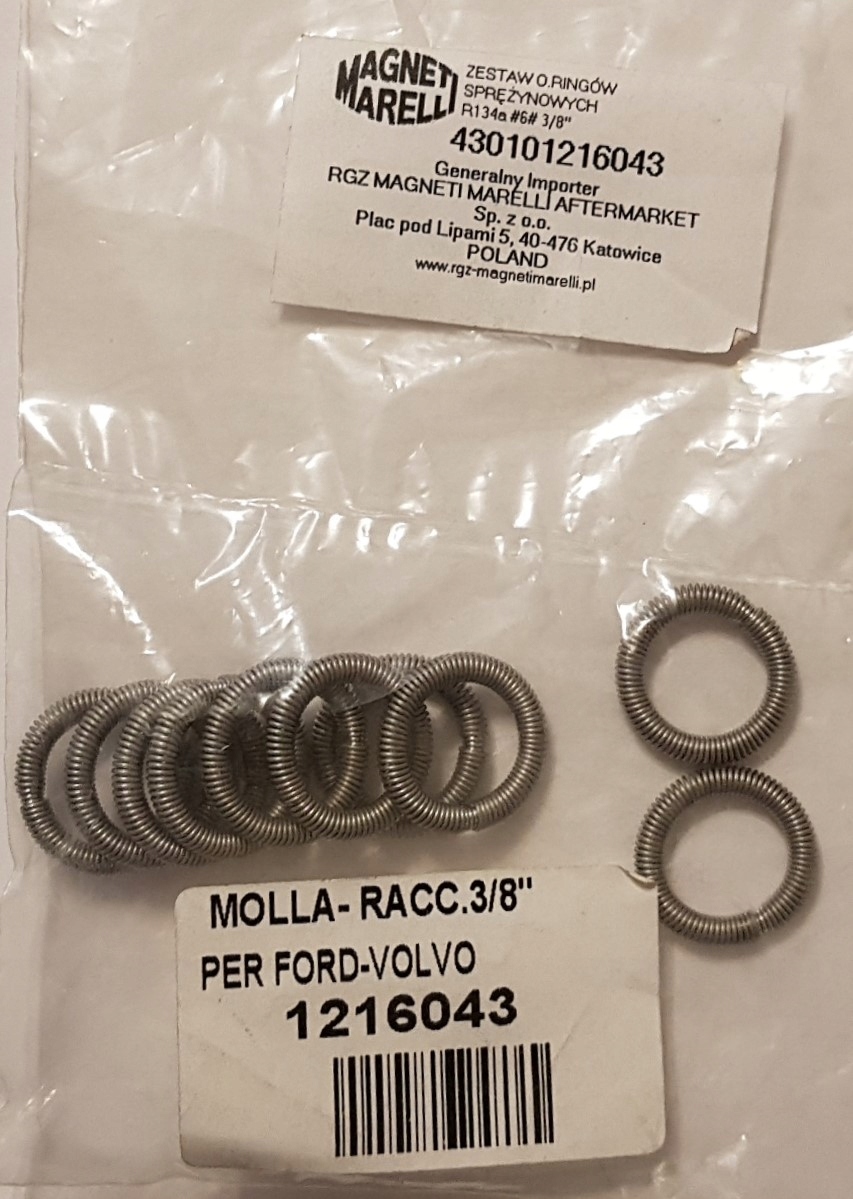 MAGNETI
MARELLI
ZESTAW O.RINGÓW
SPRĘŻYNOWYCH
R134a #6# 3/8"
430101216043
Generalny Importer
RGZ MAGNETI MARELLI AFTERMARKET
Sp. z o.o.
Plac pod Lipami 5, 40-476 Katowice
POLAND
www.rgz-magnetimarelli.pl
MOLLA- RACC.3/8"
PER FORD-VOLVO
1216043